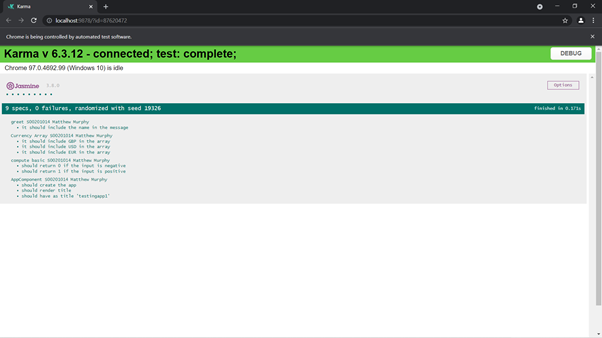 Karma
localhost:9876/?id=87620472
Chrome is being controlled by automated test software.
Karma v 6.3.12 - connected; test: complete;
DEBUG
Chrome 97.0.4692.99 (Windows 10) is idle
Jasmine
Options
9 specs, 0 failures, randomized with seed 19326
Finished in 0.373s
greet S00201014 Matthew Murphy
• it should include the name in the message
Currency Array S00201014 Matthew Murphy
• it should include GBP in the array
• it should include USD in the array
• it should include EUR in the array
compute basic S00201014 Matthew Murphy
• should return 0 if the input is negative
• should return 1 if the input is positive
AppComponent S00201014 Matthew Murphy
• should create the app
• should render title
• should have as title 'testingapp1'